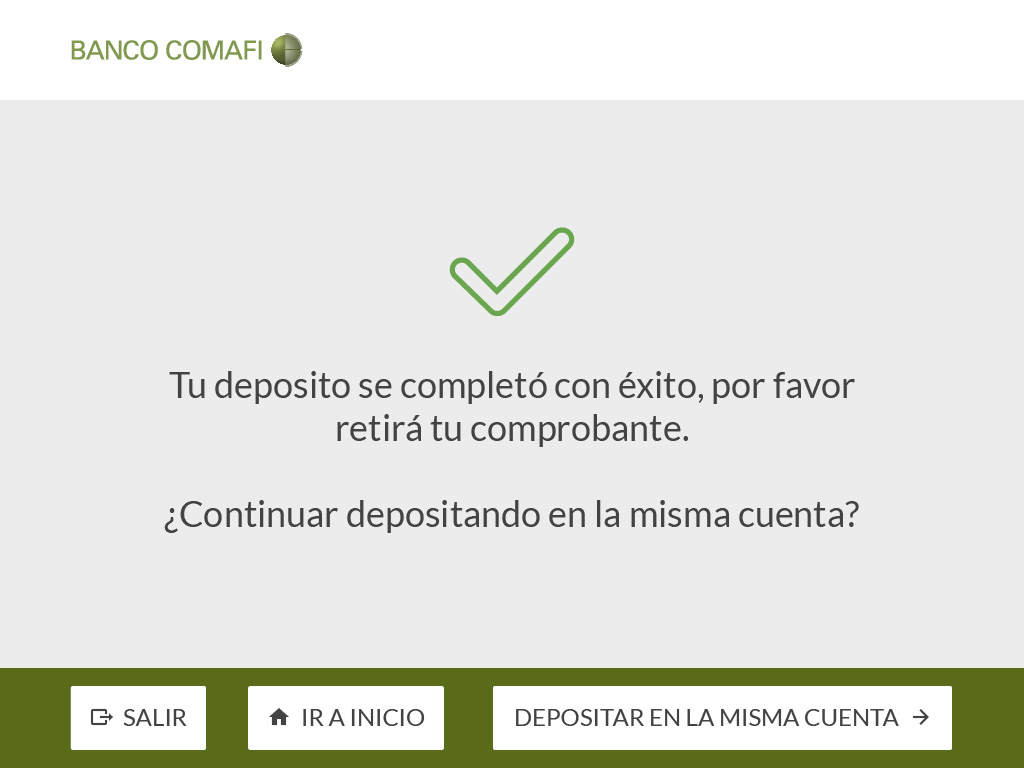 BANCO COMAFI
Tu deposito se completó con éxito, por favor
retirá tu comprobante.
¿Continuar depositando en la misma cuenta?
SALIR
IR A INICIO
DEPOSITAR EN LA MISMA CUENTA